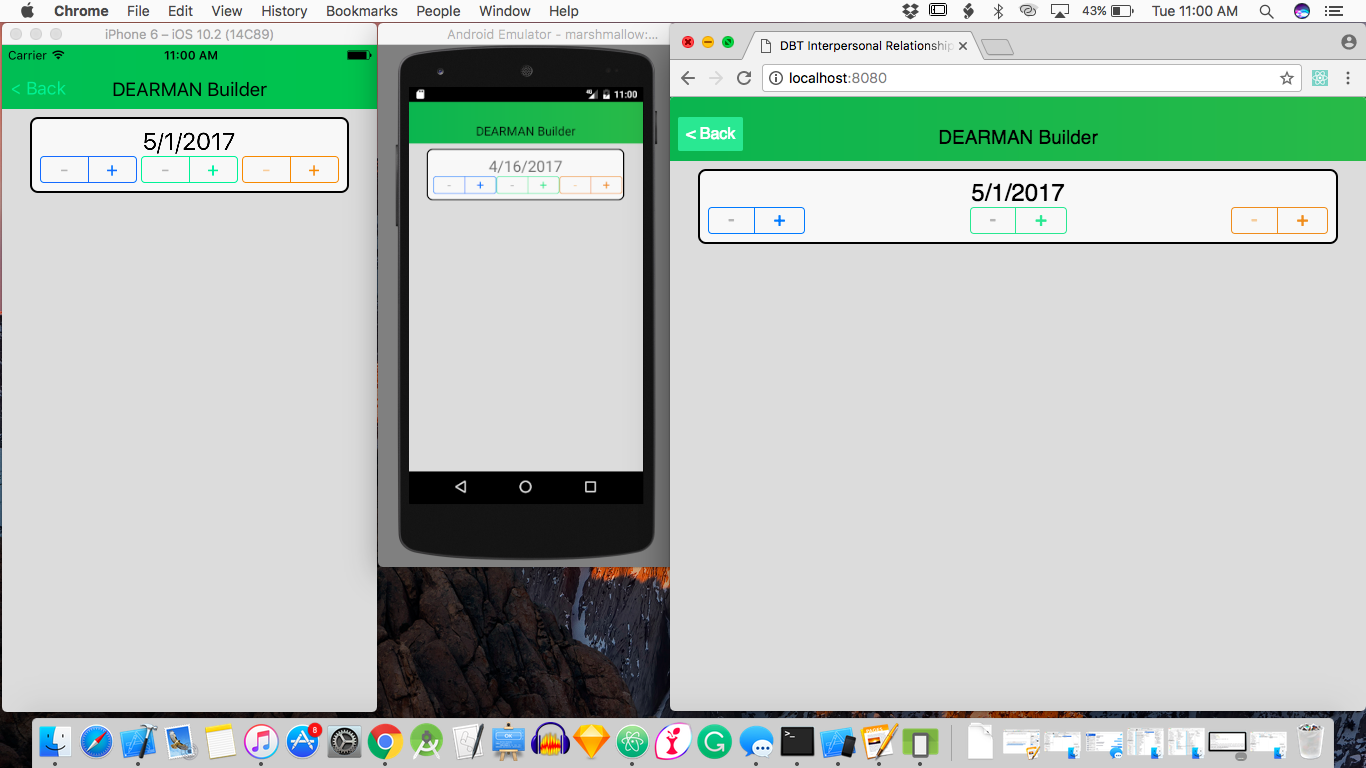 Chrome File Edit View History Bookmarks People Window Help 43% Tue 11:00 AM
iPhone 6 – iOS 10.2 (14C89)
Carrier 11:00 AM
< Back DEARMAN Builder
5/1/2017
- + - + - +
Android Emulator - marshmallow:...
4G 11:00
DEARMAN Builder
4/16/2017
- + - + - +
DBT Interpersonal Relationship
localhost:8080
< Back DEARMAN Builder
5/1/2017
- + - + - +
8
OK
>_